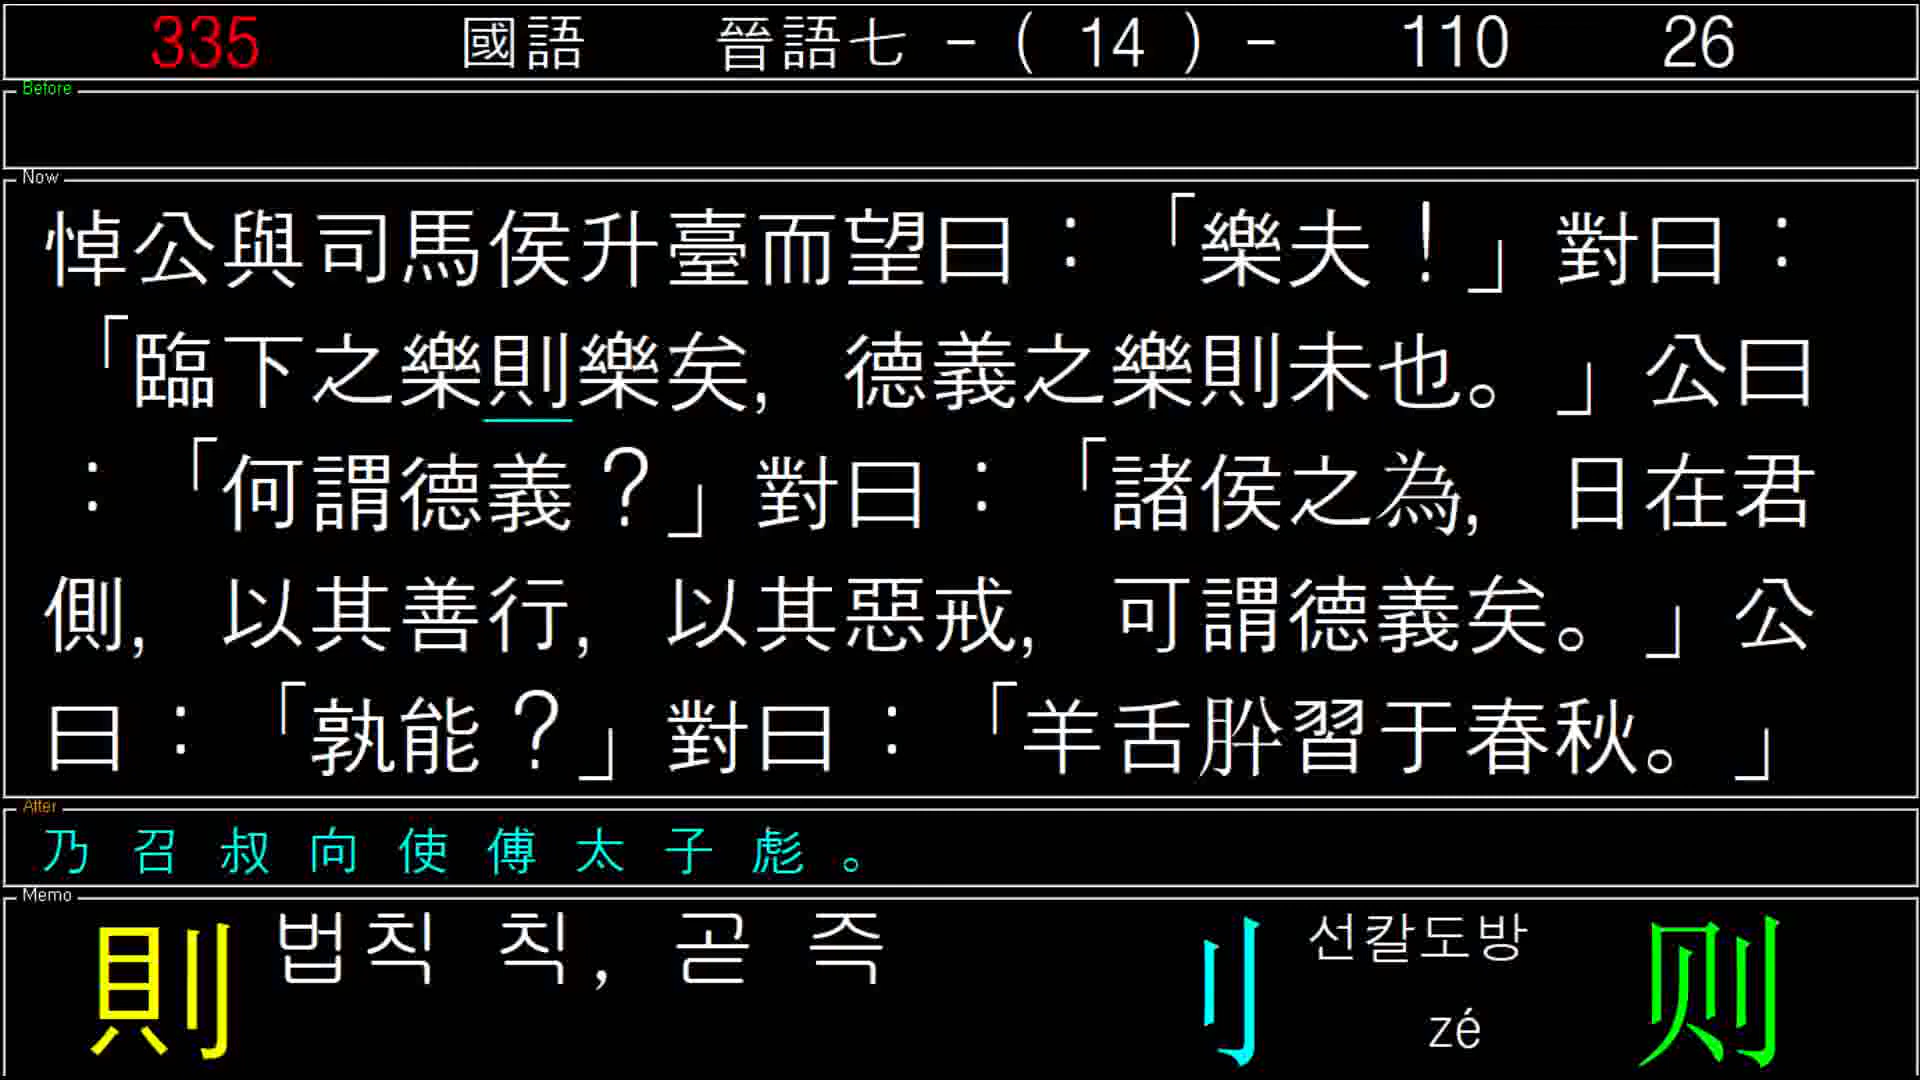 335 國語 晉語七 - ( 14 ) - 110 26
Before
Now
悼公與司馬侯升臺而望曰：「樂夫！」對曰：
「臨下之樂則樂矣, 德義之樂則未也。」公曰
：「何謂德義？」對曰：「諸侯之為, 日在君
側, 以其善行, 以其惡戒, 可謂德義矣。」公
曰：「孰能？」對曰：「羊舌肸習于春秋。」
After
乃召叔向使傅太子彪。
Memo
則 법칙 칙, 곧 즉 刂 선칼도방 则
zé